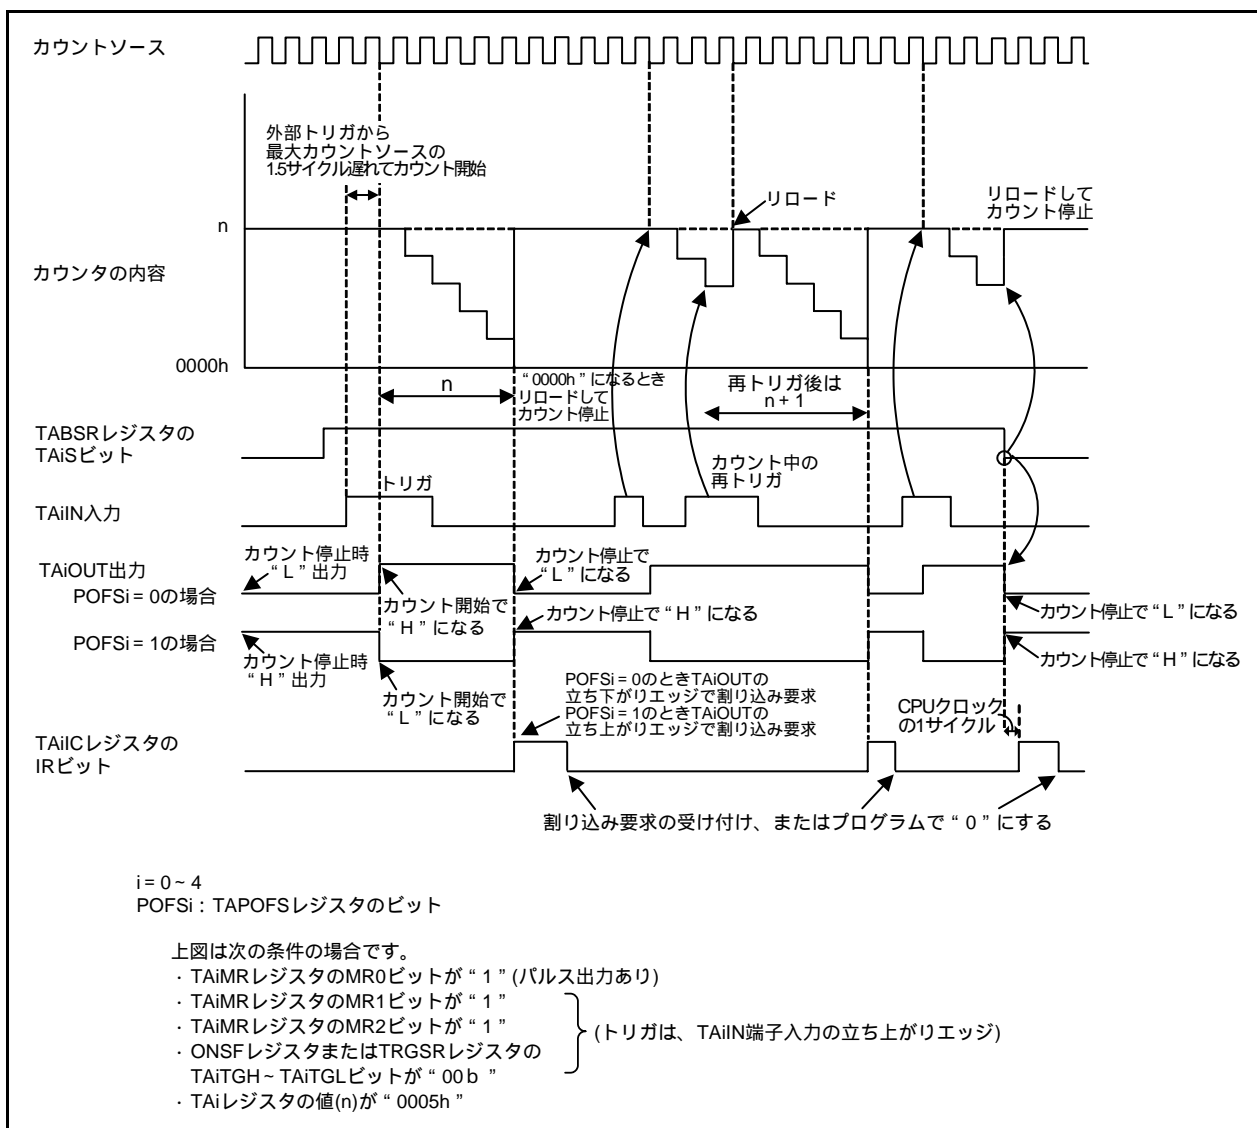 カウントソース
外部トリガから
最大カウントソースの
1.5サイクル遅れてカウント開始
リロード
リロードして
カウント停止
n
カウンタの内容
0000h
n
“0000h”になるとき
リロードして
カウント停止
再トリガ後は
n+1
TABSRレジスタの
TAiSビット
トリガ
カウント中の
再トリガ
TAiIN入力
TAiOUT出力
カウント停止時
“L”出力
カウント停止で
“L”になる
POFSi=0の場合
カウント開始で
“H”になる
カウント停止で“L”になる
カウント停止で“H”になる
POFSi=1の場合
カウント停止時
“H”出力
カウント開始で
“L”になる
カウント停止で“H”になる
POFSi=0のときTAiOUTの
立ち下がりエッジで割り込み要求
POFSi=1のときTAiOUTの
立ち上がりエッジで割り込み要求
CPUクロック
の1サイクル
TAiICレジスタの
IRビット
割り込み要求の受け付け、またはプログラムで“0”にする
i=0~4
POFSi:TAPOFSレジスタのビット
上図は次の条件の場合です。
・TAiMRレジスタのMR0ビットが“1”(パルス出力あり)
・TAiMRレジスタのMR1ビットが“1”
・TAiMRレジスタのMR2ビットが“1”
(トリガは、TAiIN端子入力の立ち上がりエッジ)
・ONSFレジスタまたはTRGSRレジスタの
TAiTGH~TAiTGLビットが“00b”
・TAiレジスタの値(n)が“0005h”